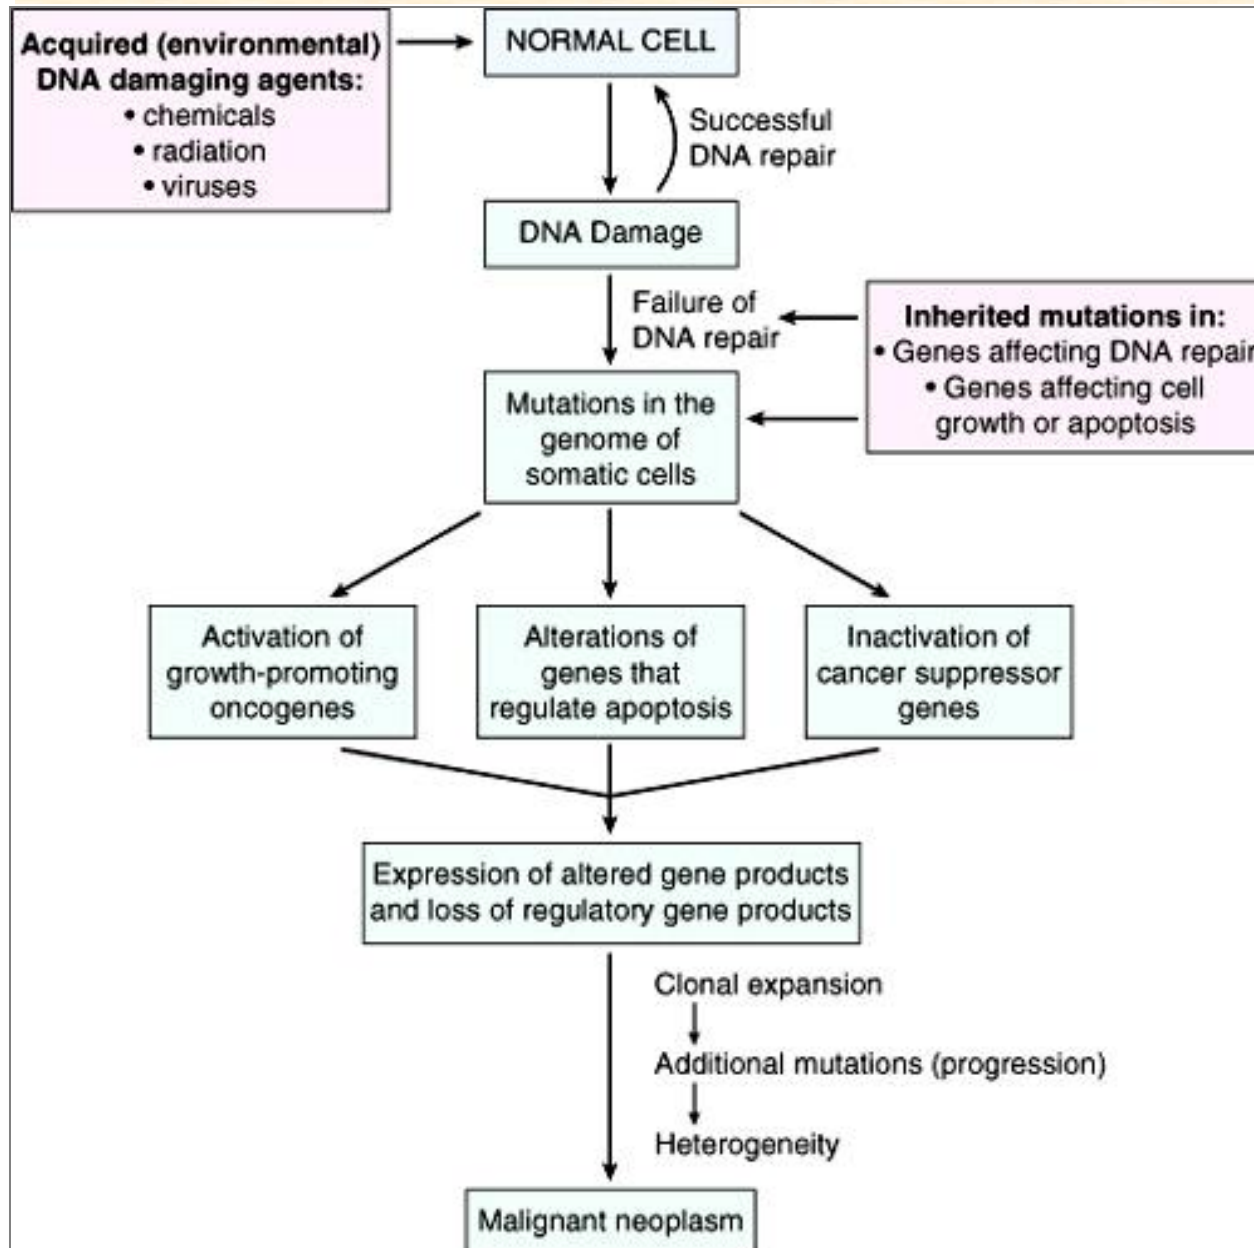 Acquired (environmental)
DNA damaging agents:
• chemicals
• radiation
• viruses
NORMAL CELL
Successful
DNA repair
DNA Damage
Failure of
DNA repair
Inherited mutations in:
• Genes affecting DNA repair
• Genes affecting cell
growth or apoptosis
Mutations in the
genome of
somatic cells
Activation of
growth-promoting
oncogenes
Alterations of
genes that
regulate apoptosis
Inactivation of
cancer suppressor
genes
Expression of altered gene products
and loss of regulatory gene products
Clonal expansion
Additional mutations (progression)
Heterogeneity
Malignant neoplasm